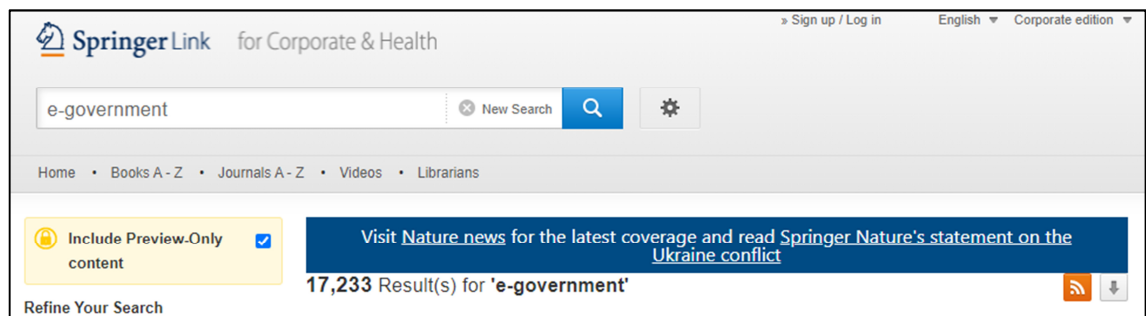 » Sign up / Log in English Corporate edition
Springer Link for Corporate & Health
e-government New Search
Home • Books A - Z • Journals A - Z • Videos • Librarians
Include Preview-Only
content
Visit Nature news for the latest coverage and read Springer Nature's statement on the
Ukraine conflict
17,233 Result(s) for 'e-government'
Refine Your Search